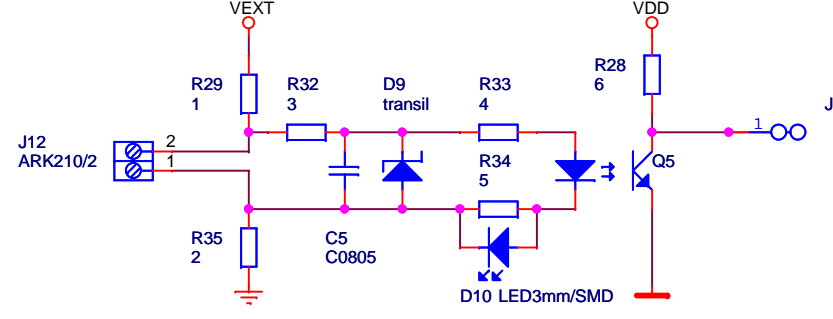 VEXT
VDD
R29
1
R32
3
D9
transil
R33
4
R28
6
J
1
J12
ARK210/2
2
1
R34
5
Q5
R35
2
C5
C0805
D10 LED3mm/SMD